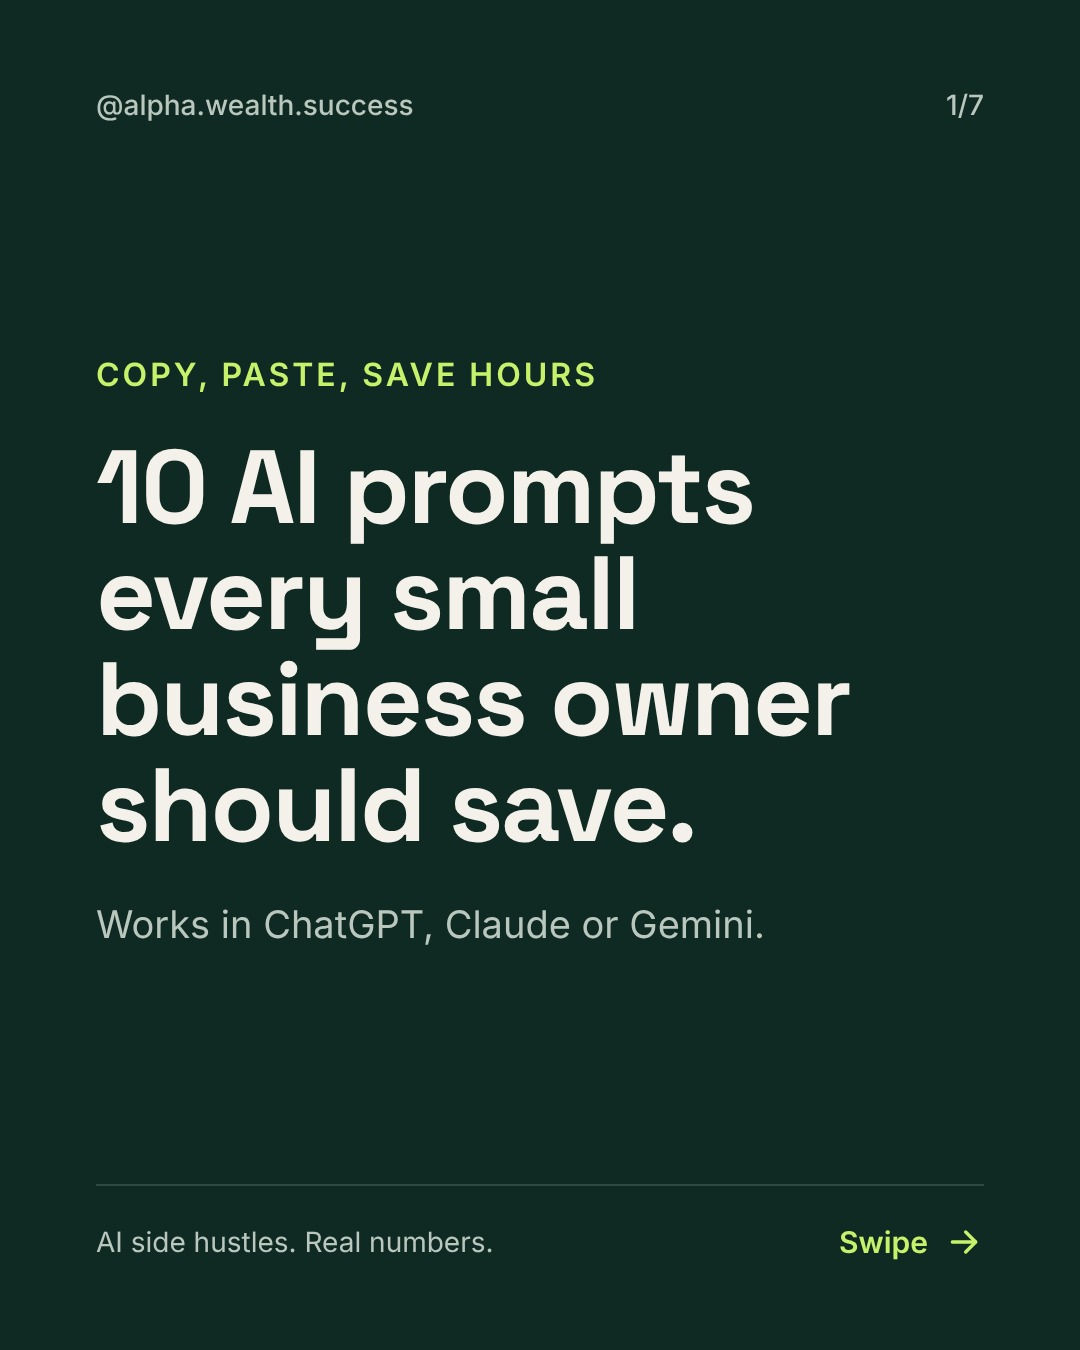 @alpha.wealth.success
1/7
COPY, PASTE, SAVE HOURS
10 AI prompts
every small
business owner
should save.
Works in ChatGPT, Claude or Gemini.
AI side hustles. Real numbers.
Swipe →